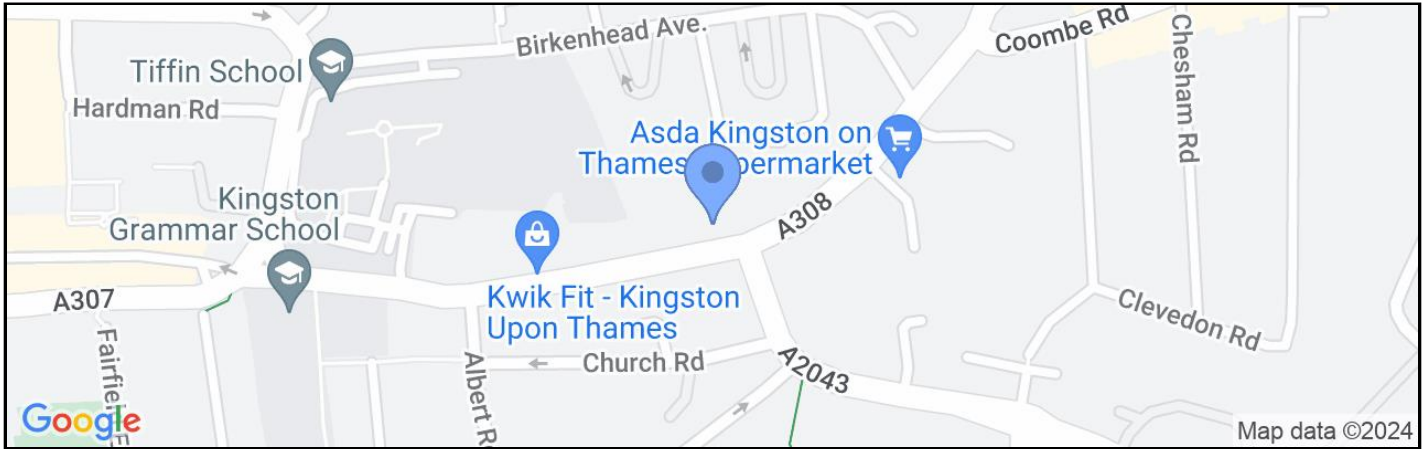 Birkenhead Ave.
Coombe Rd
Chesham Rd
Tiffin School
Hardman Rd
Asda Kingston on
Thames
Kingston
Grammar School
A308
A307
Kwik Fit - Kingston
Upon Thames
Clevedon Rd
Church Rd
A2043
Albert
Google
Map data ©2024